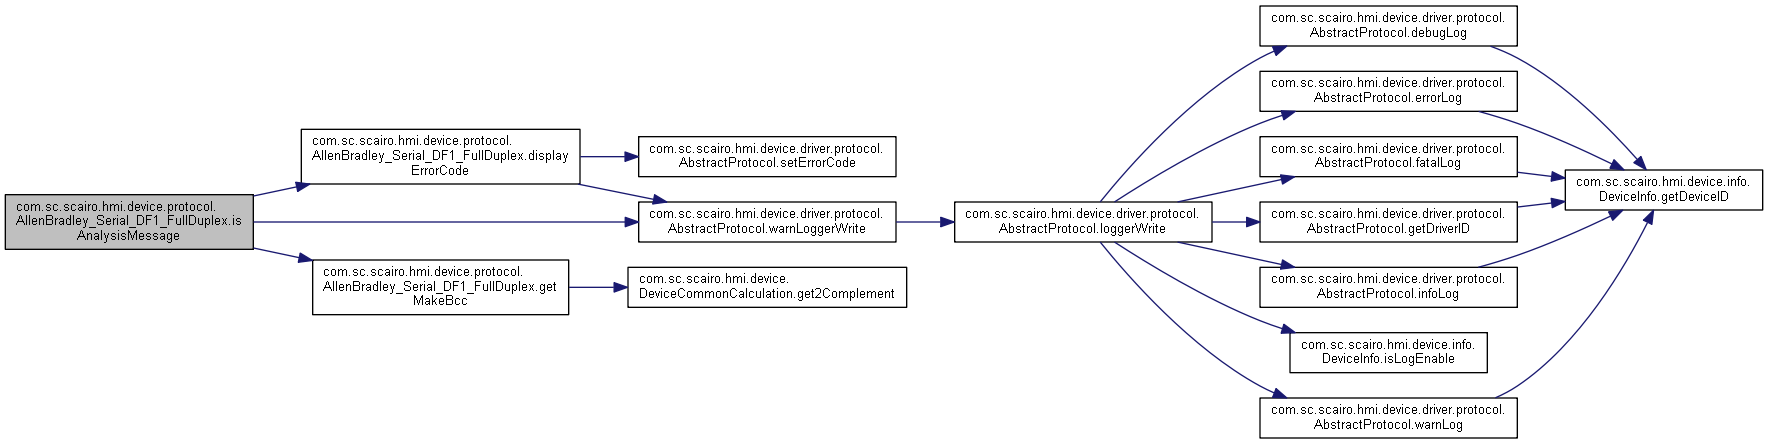 com.sc.scairo.hmi.device.protocol.
AllenBradley_Serial_DF1_FullDuplex.is
AnalysisMessage
com.sc.scairo.hmi.device.protocol.
AllenBradley_Serial_DF1_FullDuplex.display
ErrorCode
com.sc.scairo.hmi.device.protocol.
AllenBradley_Serial_DF1_FullDuplex.get
MakeBcc
com.sc.scairo.hmi.device.driver.protocol.
AbstractProtocol.setErrorCode
com.sc.scairo.hmi.device.driver.protocol.
AbstractProtocol.warnLoggerWrite
com.sc.scairo.hmi.device.
DeviceCommonCalculation.get2Complement
com.sc.scairo.hmi.device.driver.protocol.
AbstractProtocol.loggerWrite
com.sc.scairo.hmi.device.driver.protocol.
AbstractProtocol.debugLog
com.sc.scairo.hmi.device.driver.protocol.
AbstractProtocol.errorLog
com.sc.scairo.hmi.device.driver.protocol.
AbstractProtocol.fatalLog
com.sc.scairo.hmi.device.driver.protocol.
AbstractProtocol.getDriverID
com.sc.scairo.hmi.device.driver.protocol.
AbstractProtocol.infoLog
com.sc.scairo.hmi.device.info.
DeviceInfo.isLogEnable
com.sc.scairo.hmi.device.driver.protocol.
AbstractProtocol.warnLog
com.sc.scairo.hmi.device.info.
DeviceInfo.getDeviceID